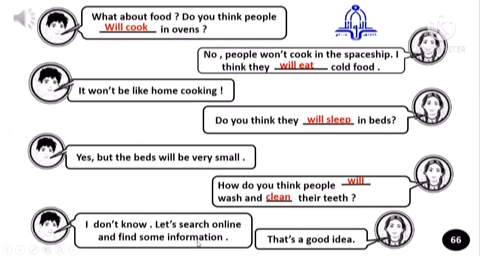 What about food ? Do you think people
Will cook in ovens ?
No , people won't cook in the spaceship. I
think they will eat cold food .
It won't be like home cooking !
Do you think they will sleep in beds?
Yes, but the beds will be very small .
How do you think people will
wash and clean their teeth ?
I don't know . Let's search online
and find some information .
That's a good idea.
66